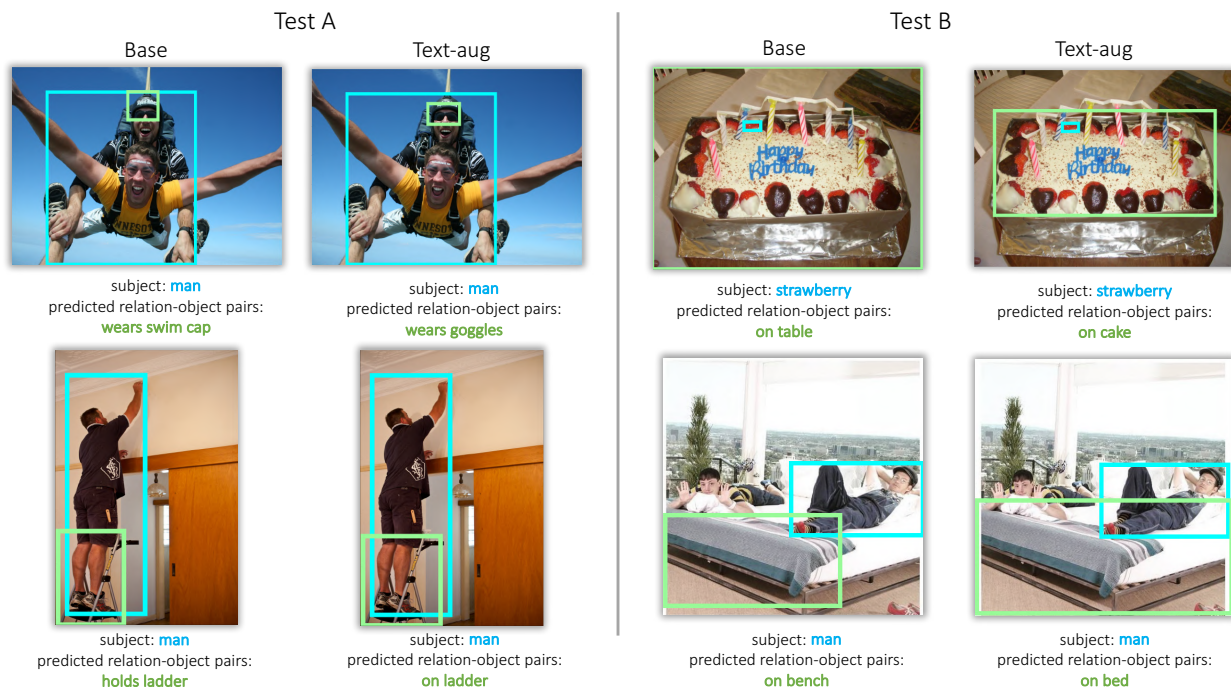 Test A
Base
Text-aug
MNESO
subject: man
predicted relation-object pairs:
wears swim cap
subject: man
predicted relation-object pairs:
wears goggles
subject: man
predicted relation-object pairs:
holds ladder
subject: man
predicted relation-object pairs:
on ladder
Test B
Base
Text-aug
Happy
Birthday
Happy
Birthday
subject: strawberry
predicted relation-object pairs:
on table
subject: strawberry
predicted relation-object pairs:
on cake
subject: man
predicted relation-object pairs:
on bench
subject: man
predicted relation-object pairs:
on bed